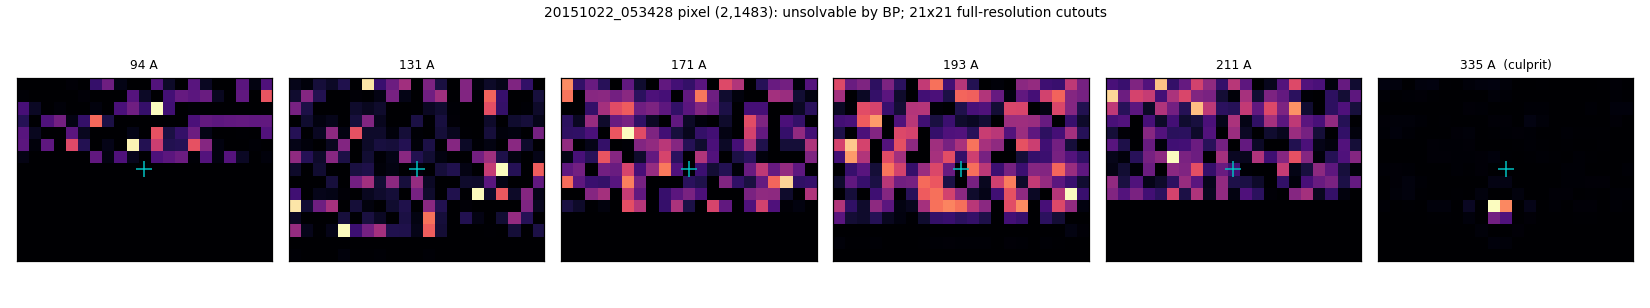 20151022_053428 pixel (2,1483): unsolvable by BP; 21x21 full-resolution cutouts
94 A
131 A
171 A
193 A
211 A
335 A (culprit)